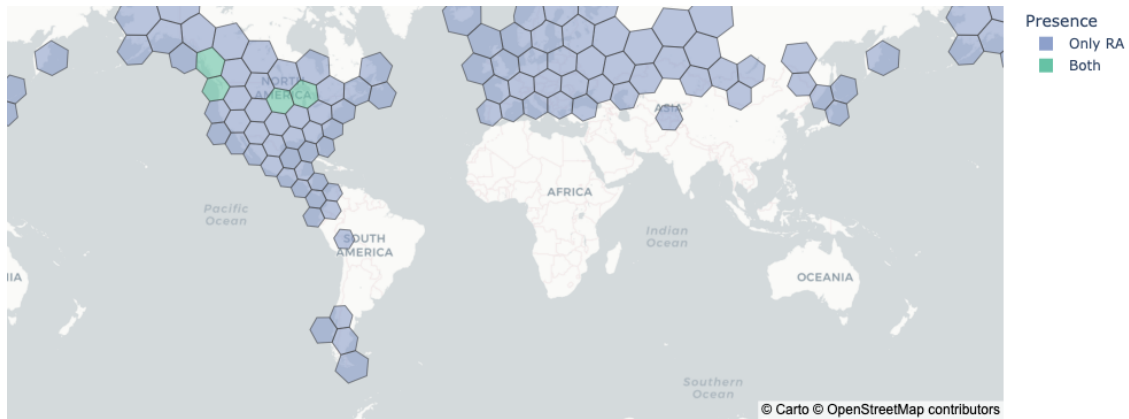 Presence
Only RA
Both
NORTH
AMERICA
ASIA
AFRICA
Pacific
Ocean
Indian
Ocean
SOUTH
AMERICA
IIA
OCEANIA
Southern
Ocean
© Carto © OpenStreetMap contributors